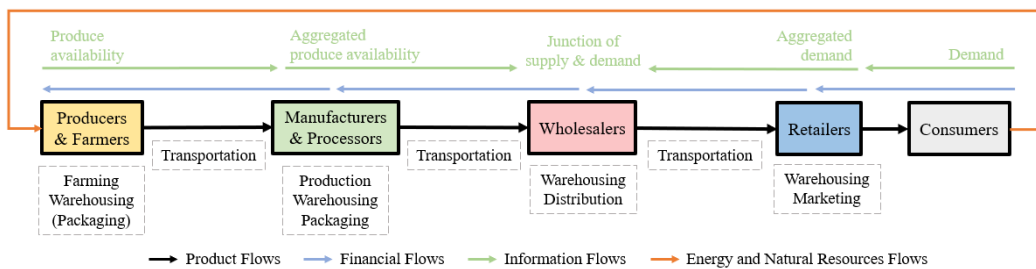 Produce
availability
Aggregated
produce availability
Junction of
supply & demand
Aggregated
demand
Demand
Producers
& Farmers
Manufacturers
& Processors
Wholesalers
Retailers
Consumers
Transportation
Transportation
Transportation
Farming
Warehousing
(Packaging)
Production
Warehousing
Packaging
Warehousing
Distribution
Warehousing
Marketing
Product Flows
Financial Flows
Information Flows
Energy and Natural Resources Flows